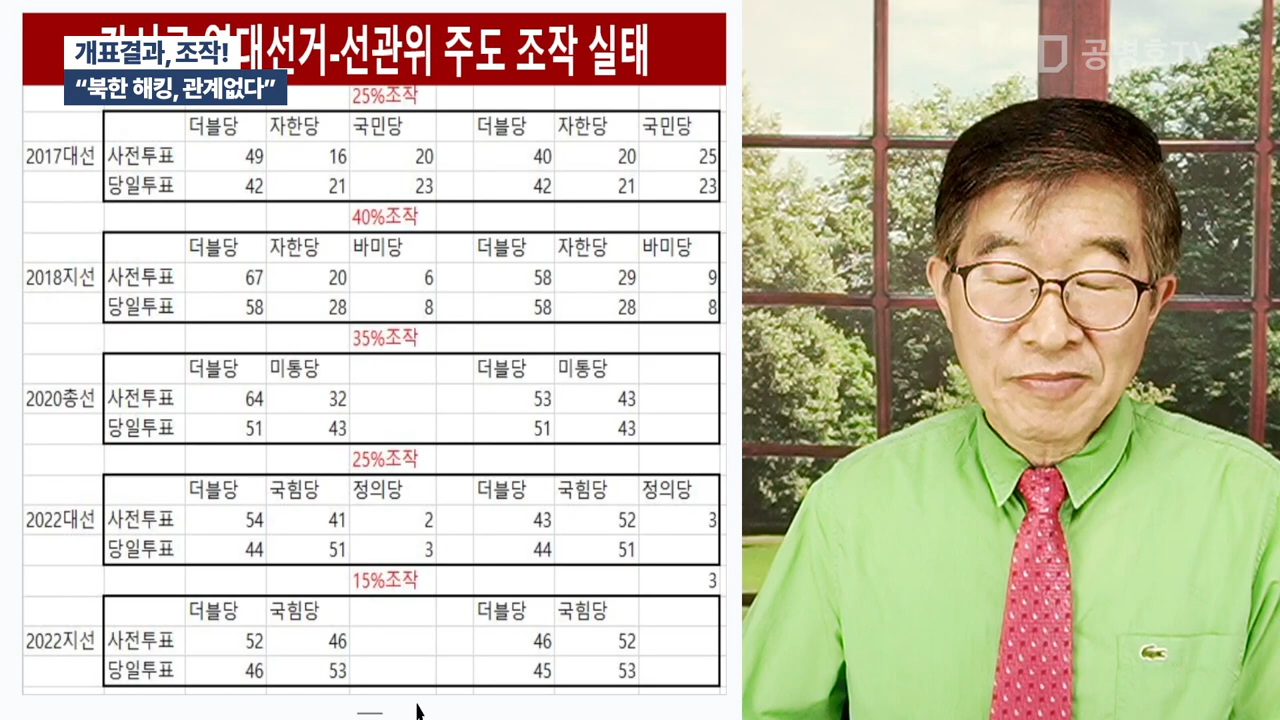 역대선거-선관위 주도 조작 실태
개표결과, 조작!
“북한 해킹, 관계없다”
공병호TV
25%조작
더블당 자한당 국민당 더블당 자한당 국민당
2017대선 사전투표 49 16 20 40 20 25
당일투표 42 21 23 42 21 23
40%조작
더블당 자한당 바미당 더블당 자한당 바미당
2018지선 사전투표 67 20 6 58 29 9
당일투표 58 28 8 58 28 8
35%조작
더블당 미통당 더블당 미통당
2020총선 사전투표 64 32 53 43
당일투표 51 43 51 43
25%조작
더블당 국힘당 정의당 더블당 국힘당 정의당
2022대선 사전투표 54 41 2 43 52 3
당일투표 44 51 3 44 51
15%조작 3
더블당 국힘당 더블당 국힘당
2022지선 사전투표 52 46 46 52
당일투표 46 53 45 53